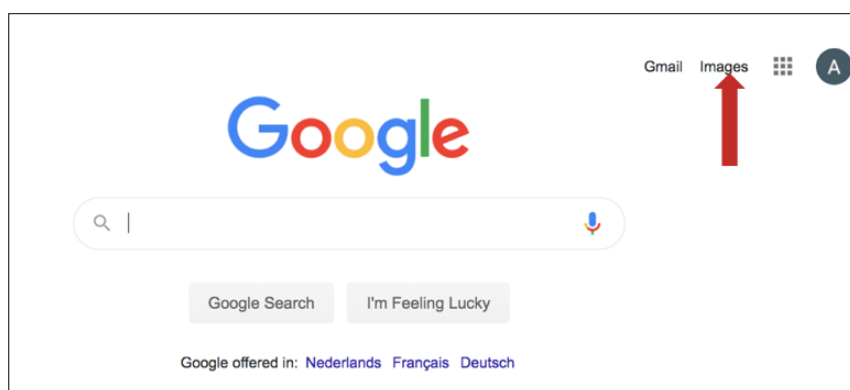 Gmail Images A
Google
Google Search I'm Feeling Lucky
Google offered in: Nederlands Français Deutsch